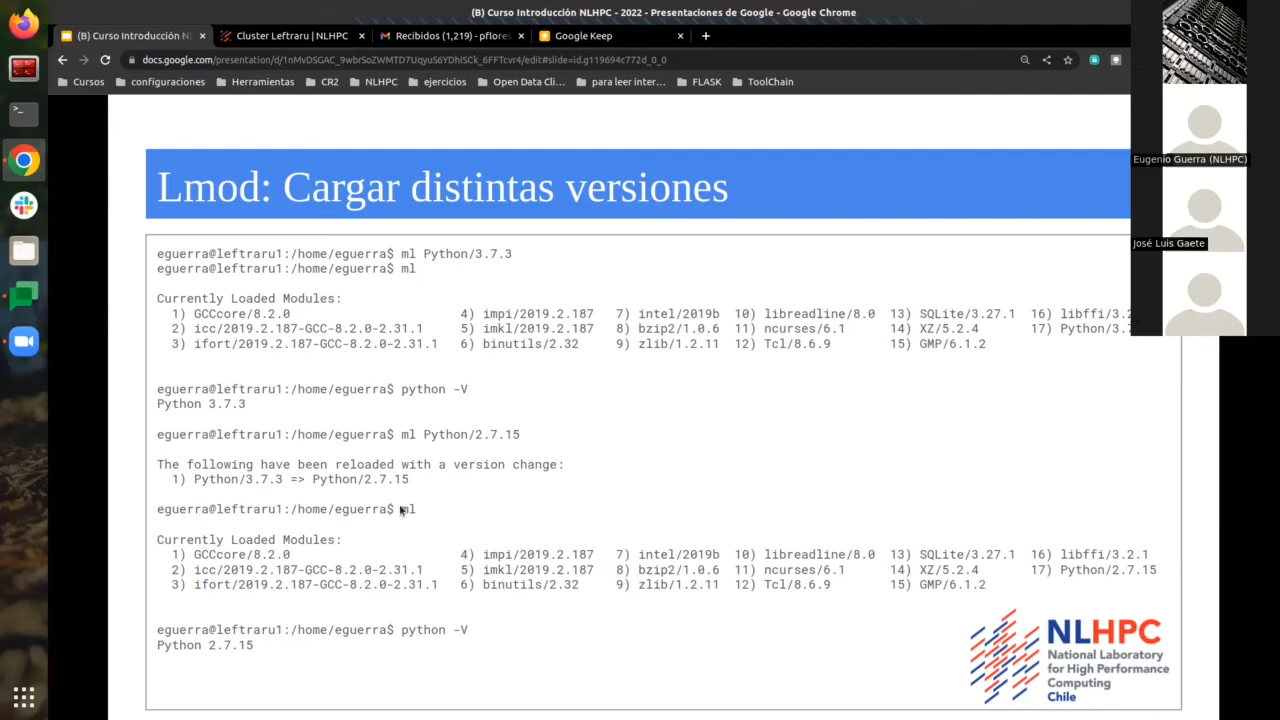 (B) Curso Introducción NLHPC - 2022 - Presentaciones de Google - Google Chrome
(B) Curso Introducción NL
Cluster Leftraru | NLHPC
Recibidos (1,219) - pflores
Google Keep
docs.google.com/presentation/d/1nMvDSGAC_9wbrSoZWMTD7UqyuS6YDhISCk_6FFTcvr4/edit#slide=id.g119694c772d_0_0
Cursos configuraciones Herramientas CR2 NLHPC ejercicios Open Data Cli... para leer inter... FLASK ToolChain
Eugenio Guerra (NLHPC)
José Luis Gaete
Lmod: Cargar distintas versiones
eguerra@leftraru1:/home/eguerra$ ml Python/3.7.3
eguerra@leftraru1:/home/eguerra$ ml
Currently Loaded Modules:
1) GCCcore/8.2.0 4) impi/2019.2.187 7) intel/2019b 10) libreadline/8.0 13) SQLite/3.27.1 16) libffi/3.2
2) icc/2019.2.187-GCC-8.2.0-2.31.1 5) imkl/2019.2.187 8) bzip2/1.0.6 11) ncurses/6.1 14) XZ/5.2.4 17) Python/3.7
3) ifort/2019.2.187-GCC-8.2.0-2.31.1 6) binutils/2.32 9) zlib/1.2.11 12) Tcl/8.6.9 15) GMP/6.1.2
eguerra@leftraru1:/home/eguerra$ python -V
Python 3.7.3
eguerra@leftraru1:/home/eguerra$ ml Python/2.7.15
The following have been reloaded with a version change:
1) Python/3.7.3 => Python/2.7.15
eguerra@leftraru1:/home/eguerra$ ml
Currently Loaded Modules:
1) GCCcore/8.2.0 4) impi/2019.2.187 7) intel/2019b 10) libreadline/8.0 13) SQLite/3.27.1 16) libffi/3.2.1
2) icc/2019.2.187-GCC-8.2.0-2.31.1 5) imkl/2019.2.187 8) bzip2/1.0.6 11) ncurses/6.1 14) XZ/5.2.4 17) Python/2.7.15
3) ifort/2019.2.187-GCC-8.2.0-2.31.1 6) binutils/2.32 9) zlib/1.2.11 12) Tcl/8.6.9 15) GMP/6.1.2
eguerra@leftraru1:/home/eguerra$ python -V
Python 2.7.15
NLHPC
National Laboratory
for High Performance
Computing
Chile